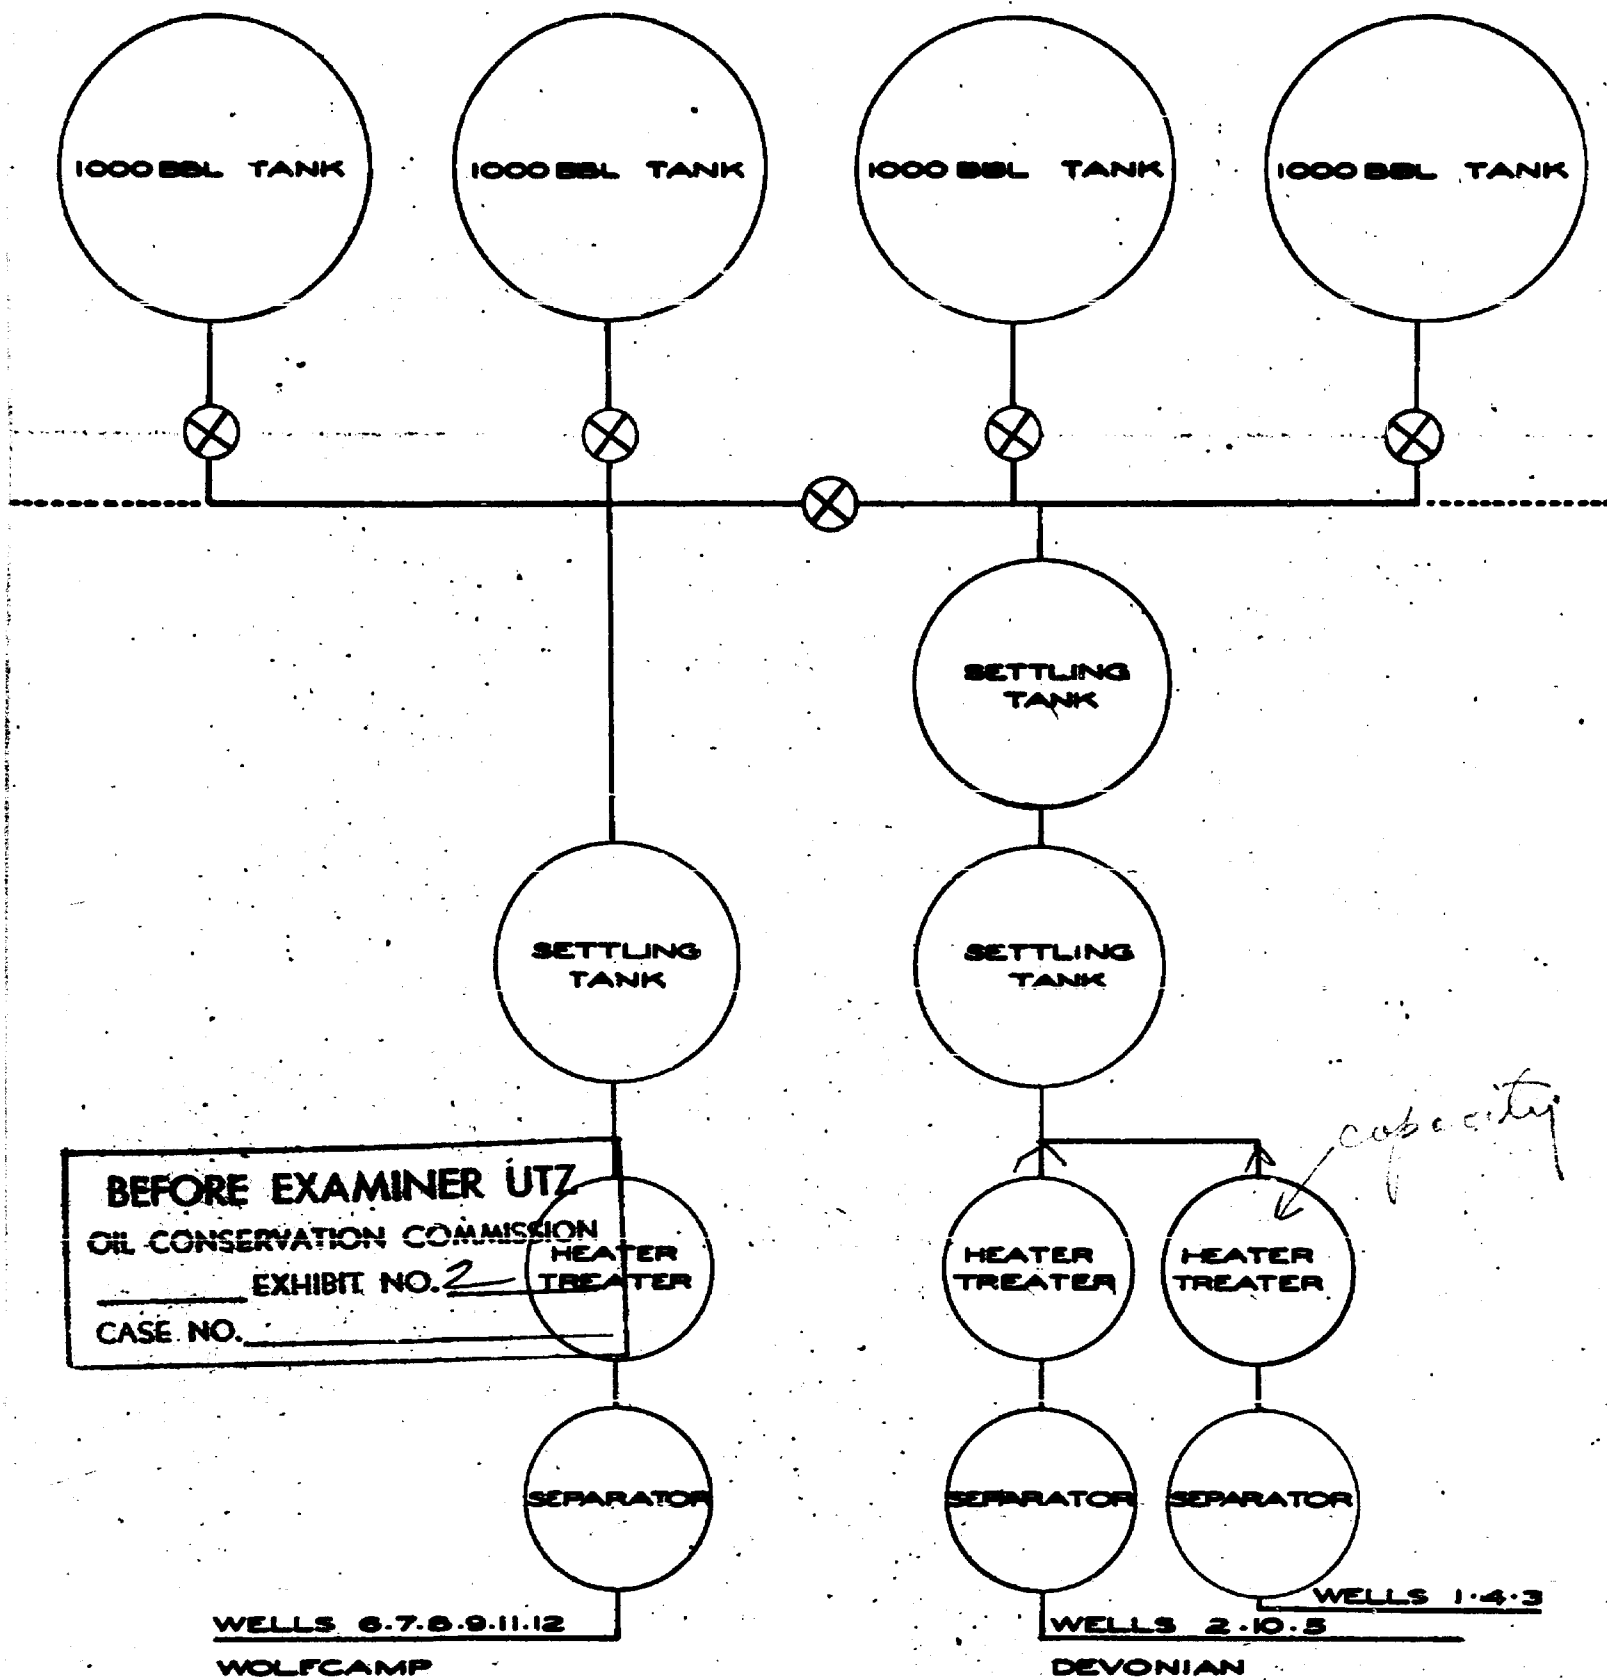 1000 BBL TANK
1000 BBL TANK
1000 BBL TANK
1000 BBL TANK
SETTLING
TANK
SETTLING
TANK
SETTLING
TANK
capacity
BEFORE EXAMINER UTZ
OIL CONSERVATION COMMISSION
EXHIBIT NO. 2
CASE NO.
HEATER
TREATER
HEATER
TREATER
HEATER
TREATER
SEPARATOR
SEPARATOR
SEPARATOR
WELLS 1·4·3
WELLS 6·7·8·9·11·12
WELLS 2·10·5
WOLFCAMP
DEVONIAN